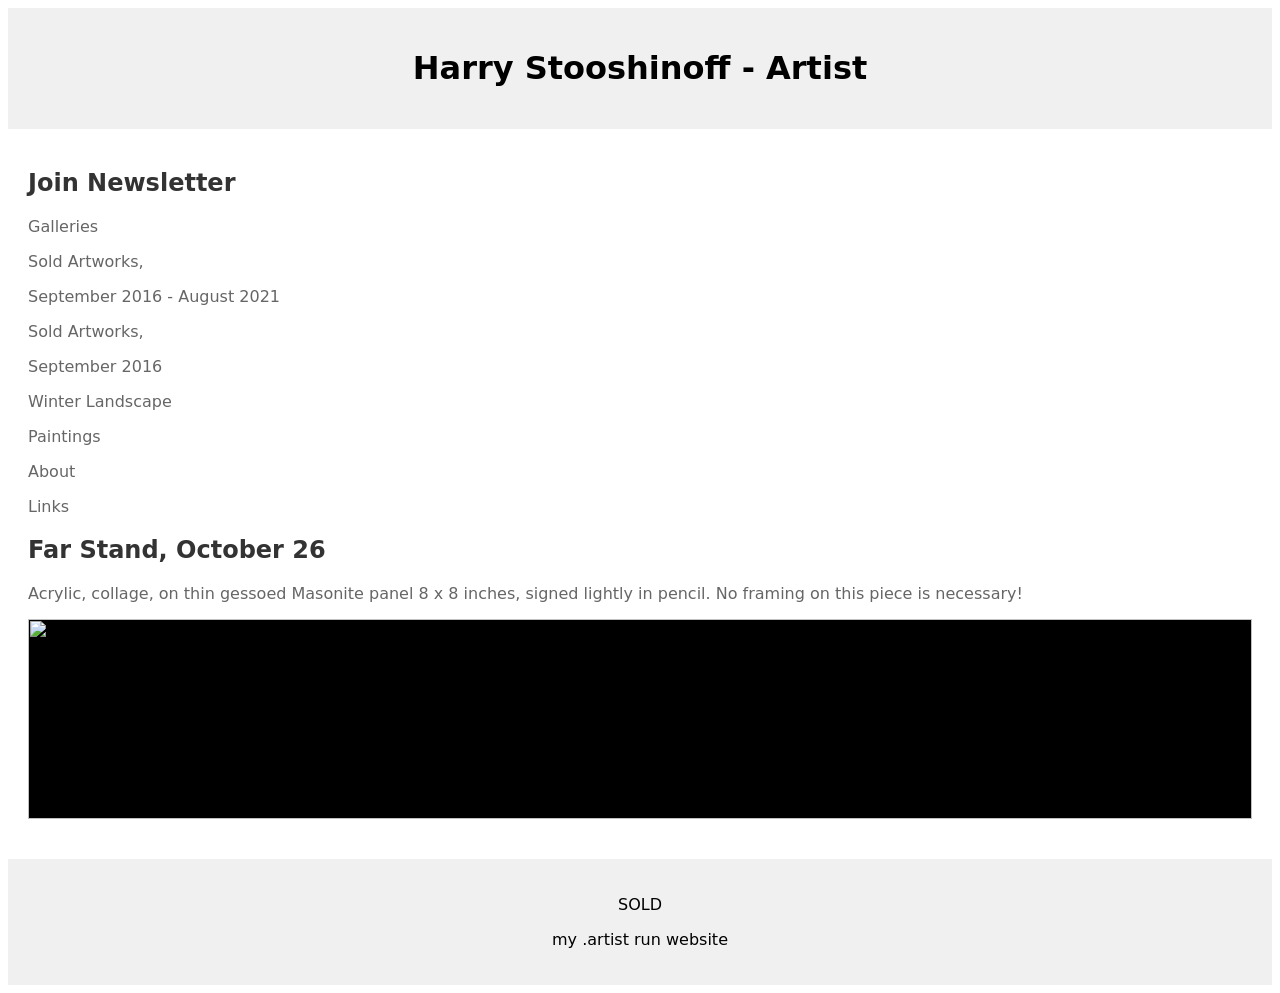 Harry Stooshinoff - Artist
Join Newsletter
Galleries
Sold Artworks,
September 2016 - August 2021
Sold Artworks,
September 2016
Winter Landscape
Paintings
About
Links
Far Stand, October 26
Acrylic, collage, on thin gessoed Masonite panel 8 x 8 inches, signed lightly in pencil. No framing on this piece is necessary!
SOLD
my .artist run website